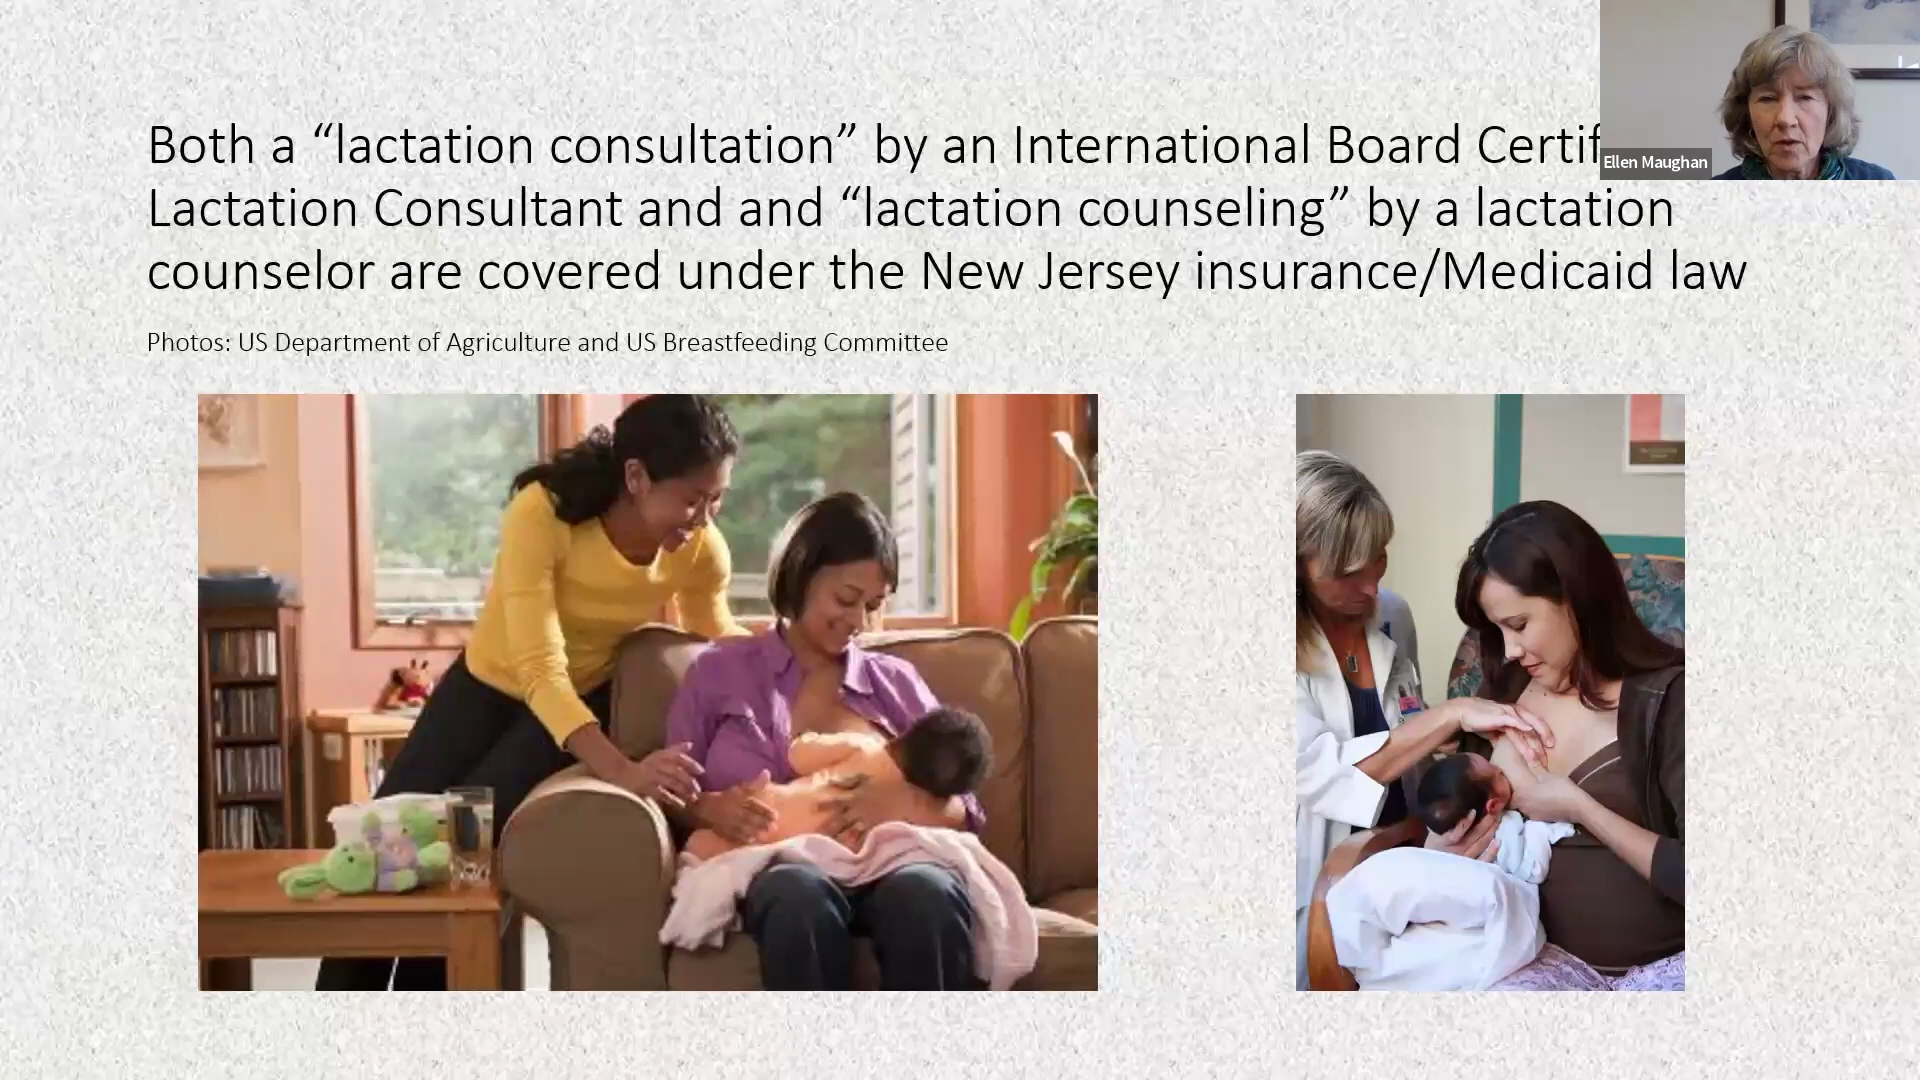 Both a “lactation consultation” by an International Board Certif
Ellen Maughan
Lactation Consultant and and “lactation counseling” by a lactation
counselor are covered under the New Jersey insurance/Medicaid law
Photos: US Department of Agriculture and US Breastfeeding Committee